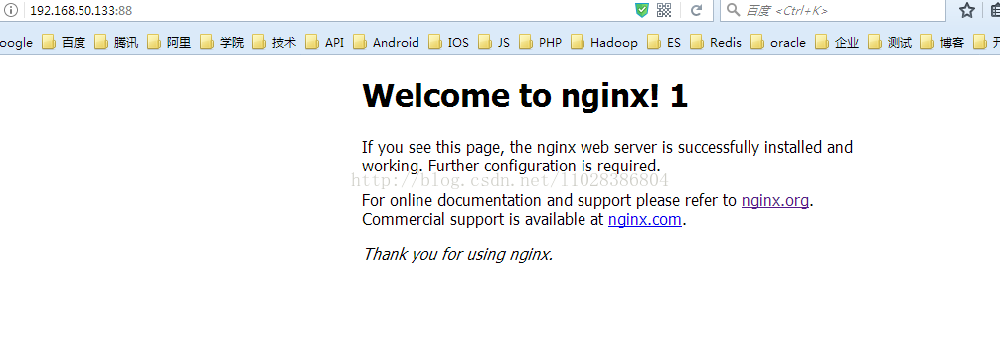 192.168.50.133:88
百度 <Ctrl+K>
oogle 百度 腾讯 阿里 学院 技术 API Android IOS JS PHP Hadoop ES Redis oracle 企业 测试 博客
Welcome to nginx! 1
If you see this page, the nginx web server is successfully installed and
working. Further configuration is required.
http://blog.csdn.net/l1028386804
For online documentation and support please refer to nginx.org.
Commercial support is available at nginx.com.
Thank you for using nginx.